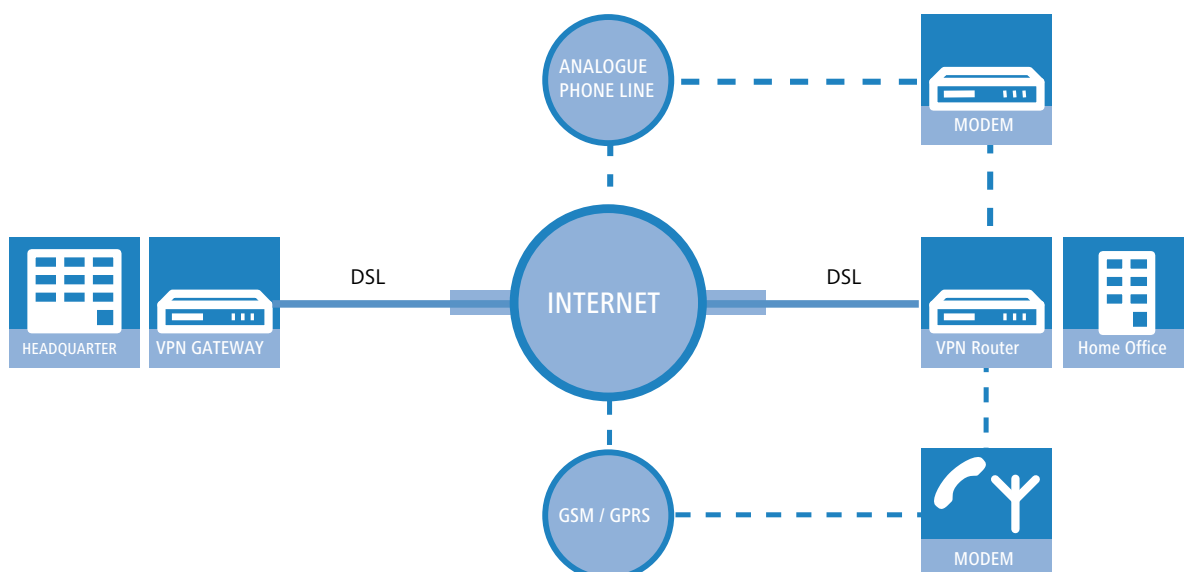 ANALOGUE
PHONE LINE
MODEM
HEADQUARTER
VPN GATEWAY
DSL
INTERNET
DSL
VPN Router
Home Office
GSM / GPRS
MODEM